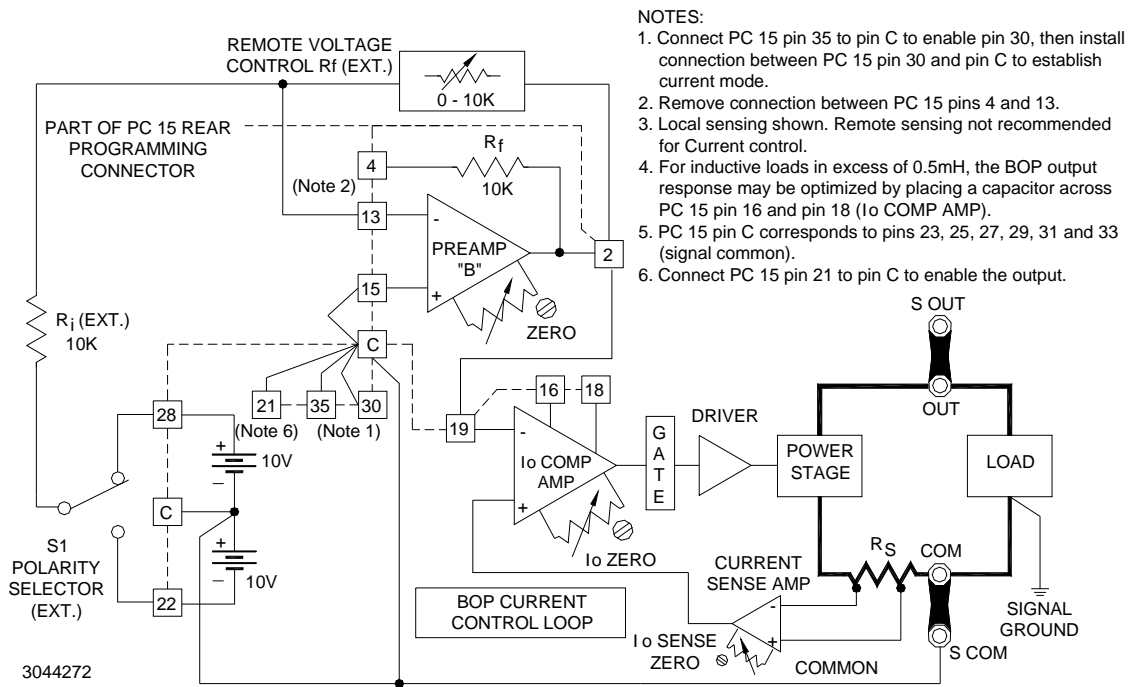 NOTES:
1. Connect PC 15 pin 35 to pin C to enable pin 30, then install
connection between PC 15 pin 30 and pin C to establish
current mode.
2. Remove connection between PC 15 pins 4 and 13.
3. Local sensing shown. Remote sensing not recommended
for Current control.
4. For inductive loads in excess of 0.5mH, the BOP output
response may be optimized by placing a capacitor across
PC 15 pin 16 and pin 18 (Io COMP AMP).
5. PC 15 pin C corresponds to pins 23, 25, 27, 29, 31 and 33
(signal common).
6. Connect PC 15 pin 21 to pin C to enable the output.
REMOTE VOLTAGE
CONTROL Rf (EXT.)
0 - 10K
PART OF PC 15 REAR
PROGRAMMING
CONNECTOR
4
Rf
10K
(Note 2)
13
-
PREAMP
"B"
2
15
+
ZERO
Ri (EXT.)
10K
C
21
35
30
(Note 6)
(Note 1)
28
10V
–
C
S1
POLARITY
SELECTOR
(EXT.)
10V
–
22
19
16
18
-
Io COMP
AMP
+
Io ZERO
GATE
DRIVER
POWER
STAGE
S OUT
OUT
LOAD
RS
COM
S COM
SIGNAL
GROUND
CURRENT
SENSE AMP
-
+
Io SENSE
ZERO
COMMON
BOP CURRENT
CONTROL LOOP
3044272